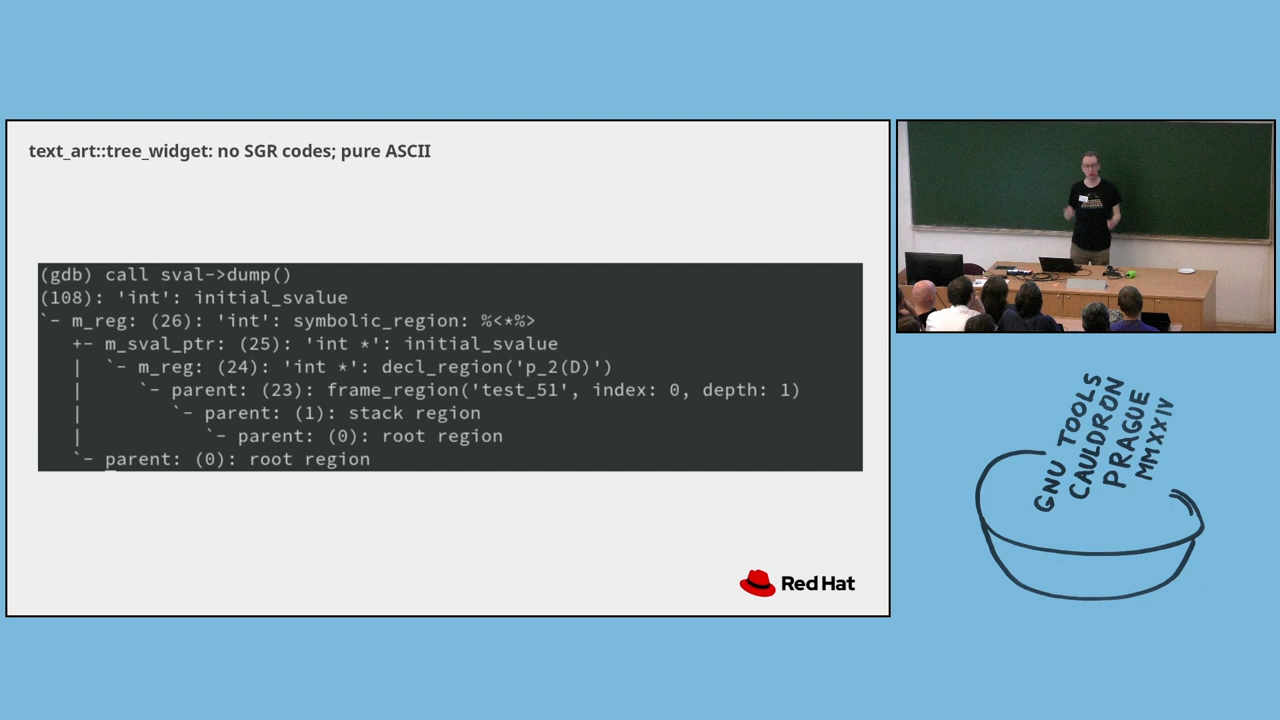 text_art::tree_widget: no SGR codes; pure ASCII
(gdb) call sval->dump()
(108): 'int': initial_svalue
`- m_reg: (26): 'int': symbolic_region: %<*%>
   +- m_sval_ptr: (25): 'int *': initial_svalue
   |  `- m_reg: (24): 'int *': decl_region('p_2(D)')
   |     `- parent: (23): frame_region('test_51', index: 0, depth: 1)
   |        `- parent: (1): stack region
   |           `- parent: (0): root region
   `- parent: (0): root region
Red Hat
GNU TOOLS
CAULDRON
PRAGUE
MMXXIV